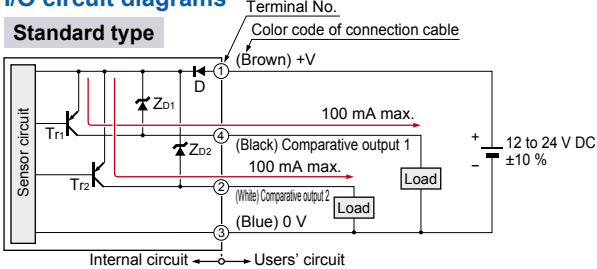 I/O circuit diagrams
Standard type
Terminal No.
Color code of connection cable
1
(Brown) +V
D
ZD1
Tr1
100 mA max.
4
(Black) Comparative output 1
+
12 to 24 V DC
±10 %
−
ZD2
Sensor circuit
100 mA max.
Load
Tr2
2
(White) Comparative output 2
Load
3
(Blue) 0 V
Internal circuit
Users' circuit